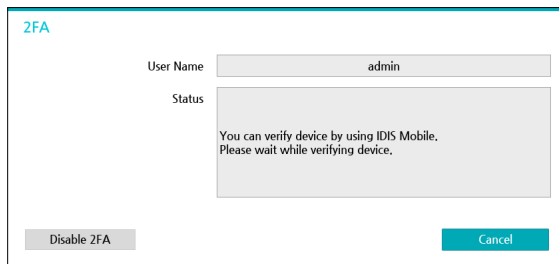 2FA
User Name
admin
Status
You can verify device by using IDIS Mobile.
Please wait while verifying device.
Disable 2FA
Cancel